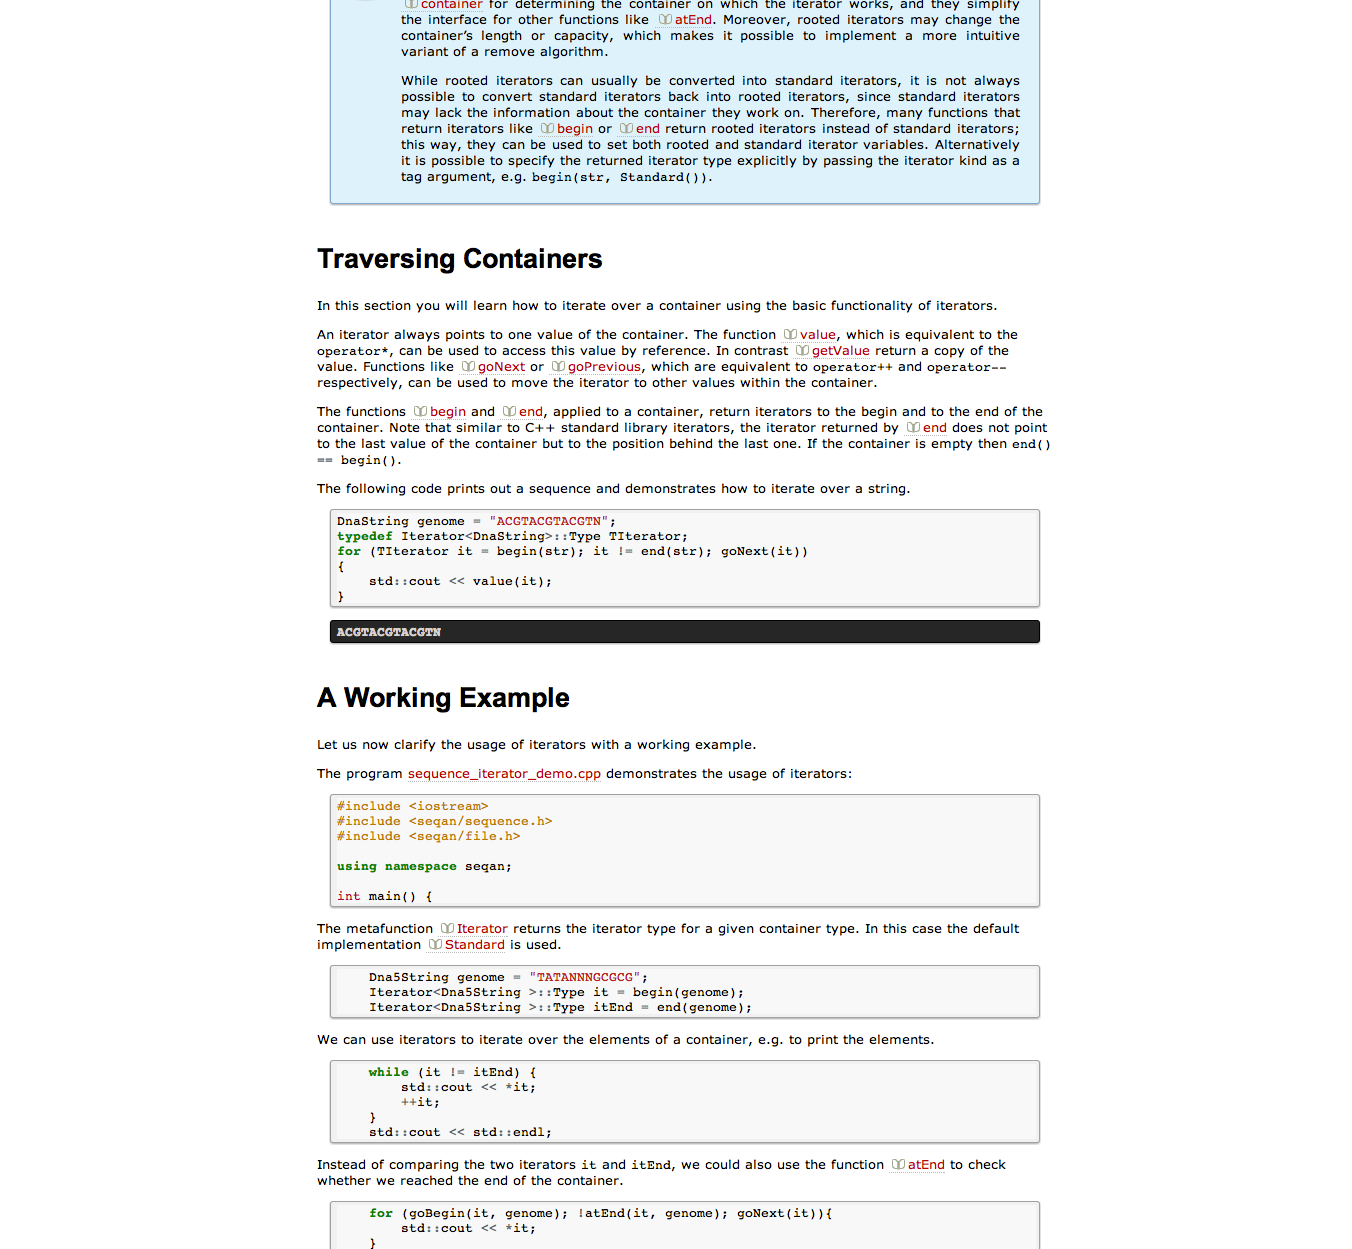 container for determining the container on which the iterator works, and they simplify
the interface for other functions like atEnd. Moreover, rooted iterators may change the
container's length or capacity, which makes it possible to implement a more intuitive
variant of a remove algorithm.
While rooted iterators can usually be converted into standard iterators, it is not always
possible to convert standard iterators back into rooted iterators, since standard iterators
may lack the information about the container they work on. Therefore, many functions that
return iterators like begin or end return rooted iterators instead of standard iterators;
this way, they can be used to set both rooted and standard iterator variables. Alternatively
it is possible to specify the returned iterator type explicitly by passing the iterator kind as a
tag argument, e.g. begin(str, Standard()).
Traversing Containers
In this section you will learn how to iterate over a container using the basic functionality of iterators.
An iterator always points to one value of the container. The function value, which is equivalent to the
operator*, can be used to access this value by reference. In contrast getValue return a copy of the
value. Functions like goNext or goPrevious, which are equivalent to operator++ and operator--
respectively, can be used to move the iterator to other values within the container.
The functions begin and end, applied to a container, return iterators to the begin and to the end of the
container. Note that similar to C++ standard library iterators, the iterator returned by end does not point
to the last value of the container but to the position behind the last one. If the container is empty then end()
== begin().
The following code prints out a sequence and demonstrates how to iterate over a string.
DnaString genome = "ACGTACGTACGTN";
typedef Iterator<DnaString>::Type TIterator;
for (TIterator it = begin(str); it != end(str); goNext(it))
{
    std::cout << value(it);
}
ACGTACGTACGTN
A Working Example
Let us now clarify the usage of iterators with a working example.
The program sequence_iterator_demo.cpp demonstrates the usage of iterators:
#include <iostream>
#include <seqan/sequence.h>
#include <seqan/file.h>
using namespace seqan;
int main() {
The metafunction Iterator returns the iterator type for a given container type. In this case the default
implementation Standard is used.
    Dna5String genome = "TATANNNGCGCG";
    Iterator<Dna5String >::Type it = begin(genome);
    Iterator<Dna5String >::Type itEnd = end(genome);
We can use iterators to iterate over the elements of a container, e.g. to print the elements.
    while (it != itEnd) {
        std::cout << *it;
        ++it;
    }
    std::cout << std::endl;
Instead of comparing the two iterators it and itEnd, we could also use the function atEnd to check
whether we reached the end of the container.
    for (goBegin(it, genome); !atEnd(it, genome); goNext(it)){
        std::cout << *it;
    }